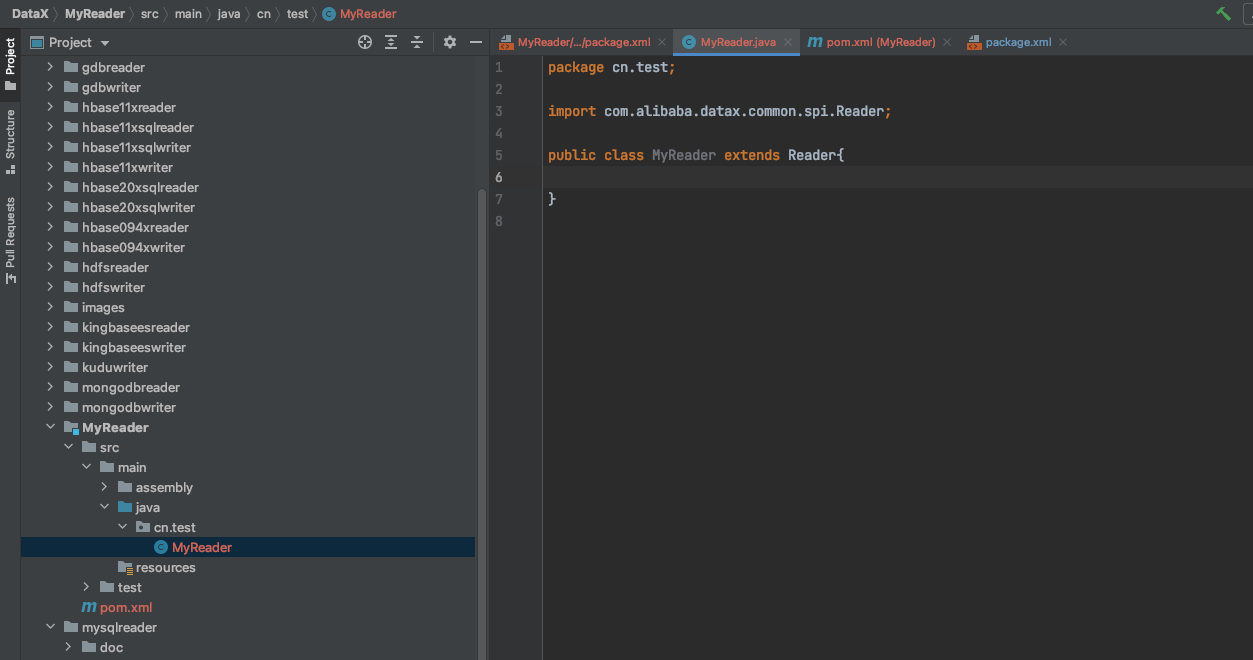 DataX MyReader src main java cn test MyReader
Project
Structure
Pull Requests
Project
gdbreader
gdbwriter
hbase11xreader
hbase11xsqlreader
hbase11xsqlwriter
hbase11xwriter
hbase20xsqlreader
hbase20xsqlwriter
hbase094xreader
hbase094xwriter
hdfsreader
hdfswriter
images
kingbaseesreader
kingbaseeswriter
kuduwriter
mongodbreader
mongodbwriter
MyReader
src
main
assembly
java
cn.test
MyReader
resources
test
pom.xml
mysqlreader
doc
MyReader/.../package.xml MyReader.java pom.xml (MyReader) package.xml
1 package cn.test;
2
3 import com.alibaba.datax.common.spi.Reader;
4
5 public class MyReader extends Reader{
6
7 }
8